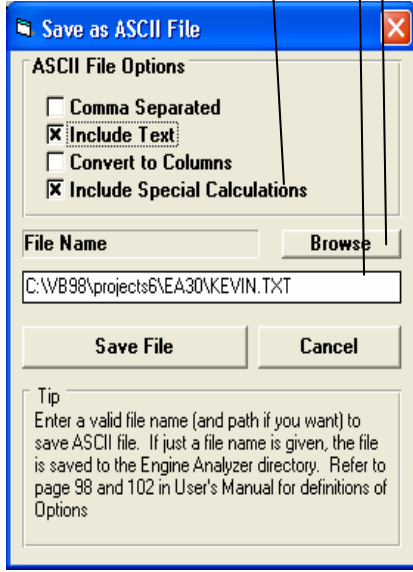 Save as ASCII File
ASCII File Options
Comma Separated
Include Text
Convert to Columns
Include Special Calculations
File Name Browse
C:\VB98\projects6\EA30\KEVIN.TXT
Save File Cancel
Tip
Enter a valid file name (and path if you want) to
save ASCII file. If just a file name is given, the file
is saved to the Engine Analyzer directory. Refer to
page 98 and 102 in User's Manual for definitions of
Options